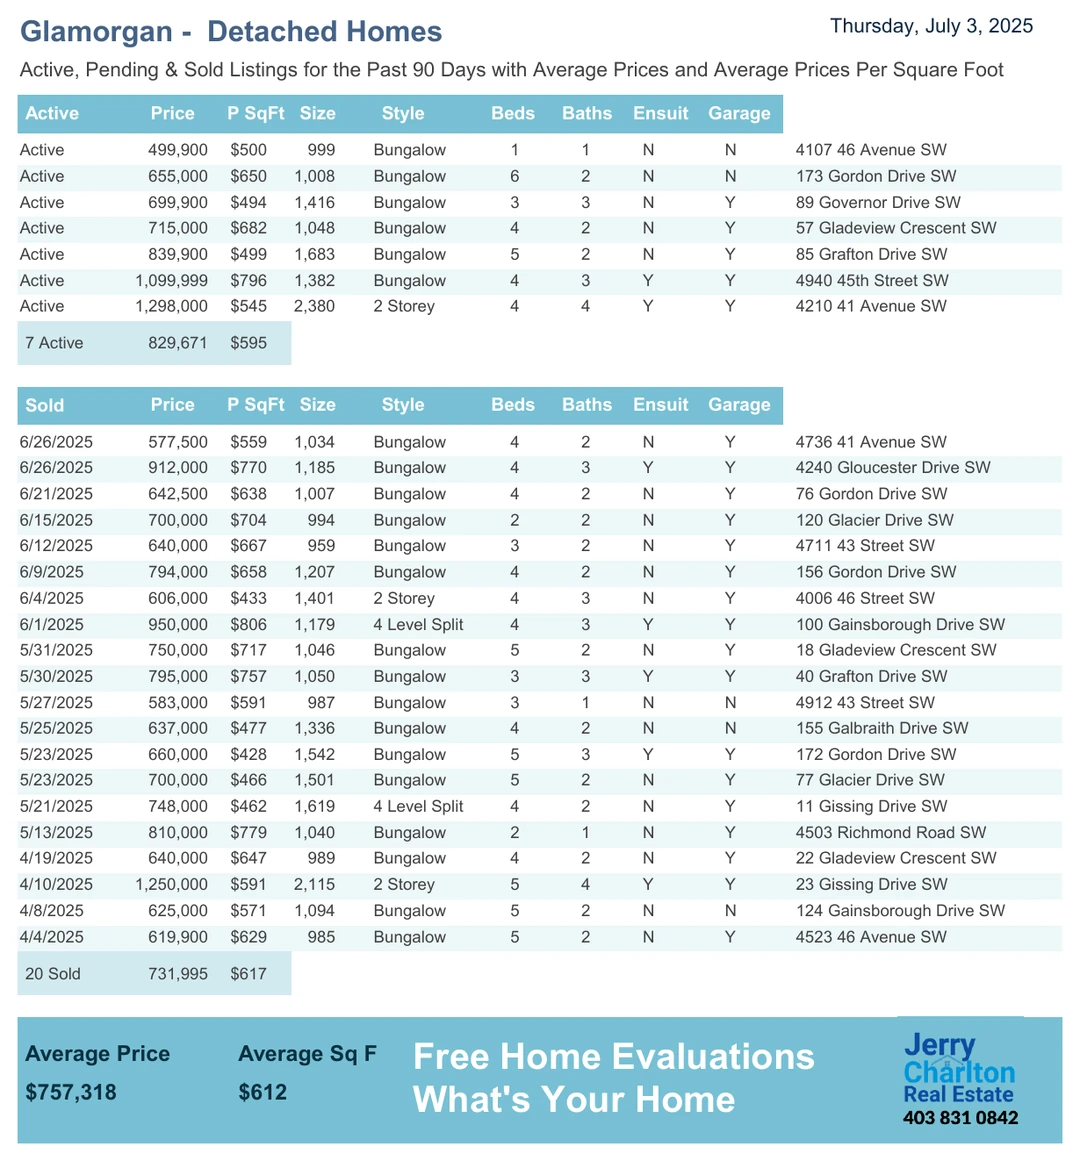 Glamorgan - Detached Homes
Thursday, July 3, 2025
Active, Pending & Sold Listings for the Past 90 Days with Average Prices and Average Prices Per Square Foot
Active Price P SqFt Size Style Beds Baths Ensuit Garage
Active 499,900 $500 999 Bungalow 1 1 N N 4107 46 Avenue SW
Active 655,000 $650 1,008 Bungalow 6 2 N N 173 Gordon Drive SW
Active 699,900 $494 1,416 Bungalow 3 3 N Y 89 Governor Drive SW
Active 715,000 $682 1,048 Bungalow 4 2 N Y 57 Gladeview Crescent SW
Active 839,900 $499 1,683 Bungalow 5 2 N Y 85 Grafton Drive SW
Active 1,099,999 $796 1,382 Bungalow 4 3 Y Y 4940 45th Street SW
Active 1,298,000 $545 2,380 2 Storey 4 4 Y Y 4210 41 Avenue SW
7 Active 829,671 $595
Sold Price P SqFt Size Style Beds Baths Ensuit Garage
6/26/2025 577,500 $559 1,034 Bungalow 4 2 N Y 4736 41 Avenue SW
6/26/2025 912,000 $770 1,185 Bungalow 4 3 Y Y 4240 Gloucester Drive SW
6/21/2025 642,500 $638 1,007 Bungalow 4 2 N Y 76 Gordon Drive SW
6/15/2025 700,000 $704 994 Bungalow 2 2 N Y 120 Glacier Drive SW
6/12/2025 640,000 $667 959 Bungalow 3 2 N Y 4711 43 Street SW
6/9/2025 794,000 $658 1,207 Bungalow 4 2 N Y 156 Gordon Drive SW
6/4/2025 606,000 $433 1,401 2 Storey 4 3 N Y 4006 46 Street SW
6/1/2025 950,000 $806 1,179 4 Level Split 4 3 Y Y 100 Gainsborough Drive SW
5/31/2025 750,000 $717 1,046 Bungalow 5 2 N Y 18 Gladeview Crescent SW
5/30/2025 795,000 $757 1,050 Bungalow 3 3 Y Y 40 Grafton Drive SW
5/27/2025 583,000 $591 987 Bungalow 3 1 N N 4912 43 Street SW
5/25/2025 637,000 $477 1,336 Bungalow 4 2 N N 155 Galbraith Drive SW
5/23/2025 660,000 $428 1,542 Bungalow 5 3 Y Y 172 Gordon Drive SW
5/23/2025 700,000 $466 1,501 Bungalow 5 2 N Y 77 Glacier Drive SW
5/21/2025 748,000 $462 1,619 4 Level Split 4 2 N Y 11 Gissing Drive SW
5/13/2025 810,000 $779 1,040 Bungalow 2 1 N Y 4503 Richmond Road SW
4/19/2025 640,000 $647 989 Bungalow 4 2 N Y 22 Gladeview Crescent SW
4/10/2025 1,250,000 $591 2,115 2 Storey 5 4 Y Y 23 Gissing Drive SW
4/8/2025 625,000 $571 1,094 Bungalow 5 2 N N 124 Gainsborough Drive SW
4/4/2025 619,900 $629 985 Bungalow 5 2 N Y 4523 46 Avenue SW
20 Sold 731,995 $617
Average Price Average Sq F
$757,318 $612
Free Home Evaluations
What's Your Home
Jerry
Charlton
Real Estate
403 831 0842